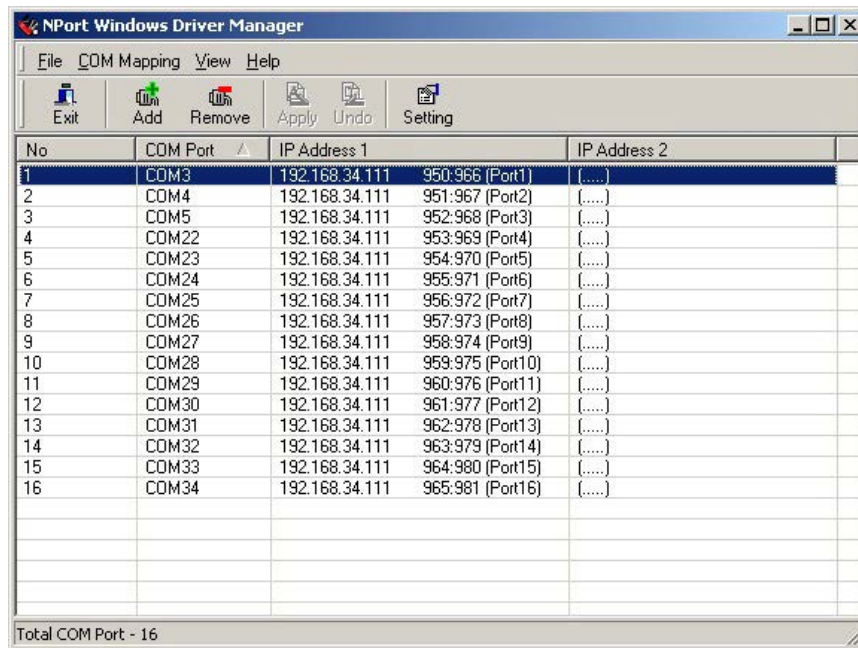 NPort Windows Driver Manager
File COM Mapping View Help
Exit Add Remove Apply Undo Setting
No COM Port IP Address 1 IP Address 2
1 COM3 192.168.34.111 950:966 (Port1) (.....)
2 COM4 192.168.34.111 951:967 (Port2) (.....)
3 COM5 192.168.34.111 952:968 (Port3) (.....)
4 COM22 192.168.34.111 953:969 (Port4) (.....)
5 COM23 192.168.34.111 954:970 (Port5) (.....)
6 COM24 192.168.34.111 955:971 (Port6) (.....)
7 COM25 192.168.34.111 956:972 (Port7) (.....)
8 COM26 192.168.34.111 957:973 (Port8) (.....)
9 COM27 192.168.34.111 958:974 (Port9) (.....)
10 COM28 192.168.34.111 959:975 (Port10) (.....)
11 COM29 192.168.34.111 960:976 (Port11) (.....)
12 COM30 192.168.34.111 961:977 (Port12) (.....)
13 COM31 192.168.34.111 962:978 (Port13) (.....)
14 COM32 192.168.34.111 963:979 (Port14) (.....)
15 COM33 192.168.34.111 964:980 (Port15) (.....)
16 COM34 192.168.34.111 965:981 (Port16) (.....)
Total COM Port - 16